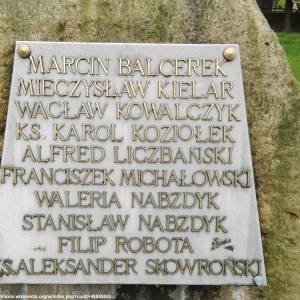 MARCIN BALCEREK
MIECZYSŁAW KIELAR
WACŁAW KOWALCZYK
KS. KAROL KOZIOŁEK
ALFRED LICZBAŃSKI
FRANCISZEK MICHAŁOWSKI
WALERIA NABZDYK
STANISŁAW NABZDYK
FILIP ROBOTA
KS. ALEKSANDER SKOWROŃSKI